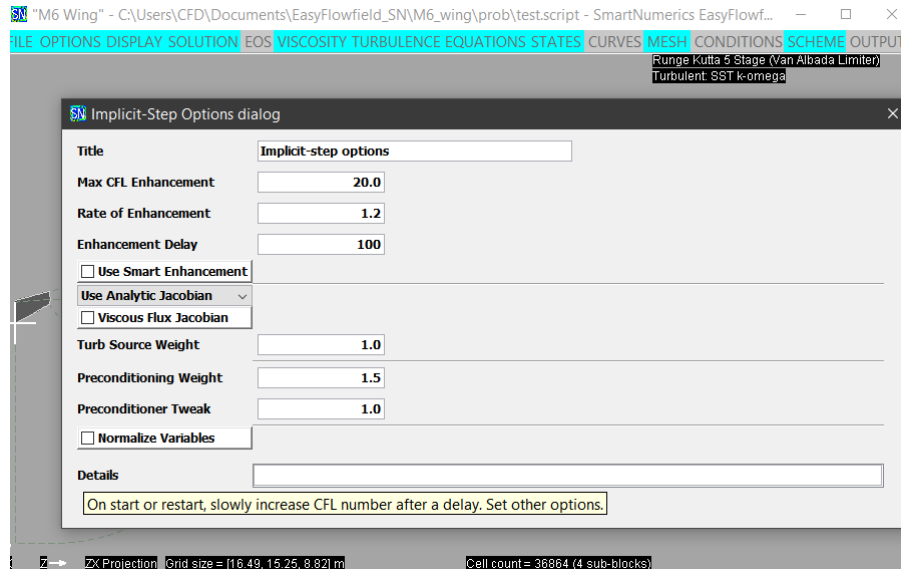 SN "M6 Wing" - C:\Users\CFD\Documents\EasyFlowfield_SN\M6_wing\prob\test.script - SmartNumerics EasyFlowf...
FILE OPTIONS DISPLAY SOLUTION EOS VISCOSITY TURBULENCE EQUATIONS STATES CURVES MESH CONDITIONS SCHEME OUTPUT
Runge Kutta 5 Stage (Van Albada Limiter)
Turbulent: SST k-omega
SN Implicit-Step Options dialog
Title Implicit-step options
Max CFL Enhancement 20.0
Rate of Enhancement 1.2
Enhancement Delay 100
Use Smart Enhancement
Use Analytic Jacobian
Viscous Flux Jacobian
Turb Source Weight 1.0
Preconditioning Weight 1.5
Preconditioner Tweak 1.0
Normalize Variables
Details
On start or restart, slowly increase CFL number after a delay. Set other options.
Z ZX Projection Grid size = [16.49, 15.25, 8.82] m Cell count = 36864 (4 sub-blocks)